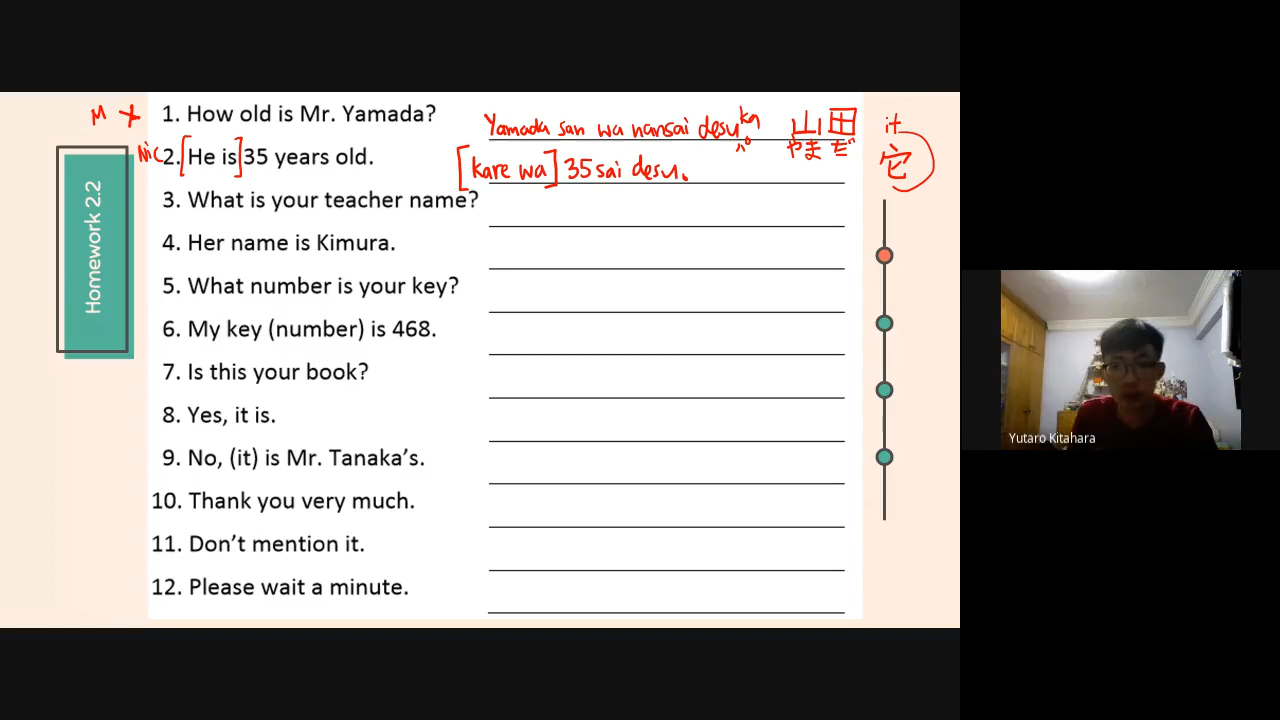 Homework 2.2
M X 1. How old is Mr. Yamada? Yamada san wa nansai desu ka 山田 it
やま だ 它
Nic 2. [He is] 35 years old. [Kare wa] 35 sai desu.
3. What is your teacher name?
4. Her name is Kimura.
5. What number is your key?
6. My key (number) is 468.
7. Is this your book?
8. Yes, it is.
9. No, (it) is Mr. Tanaka's.
10. Thank you very much.
11. Don't mention it.
12. Please wait a minute.
Yutaro Kitahara